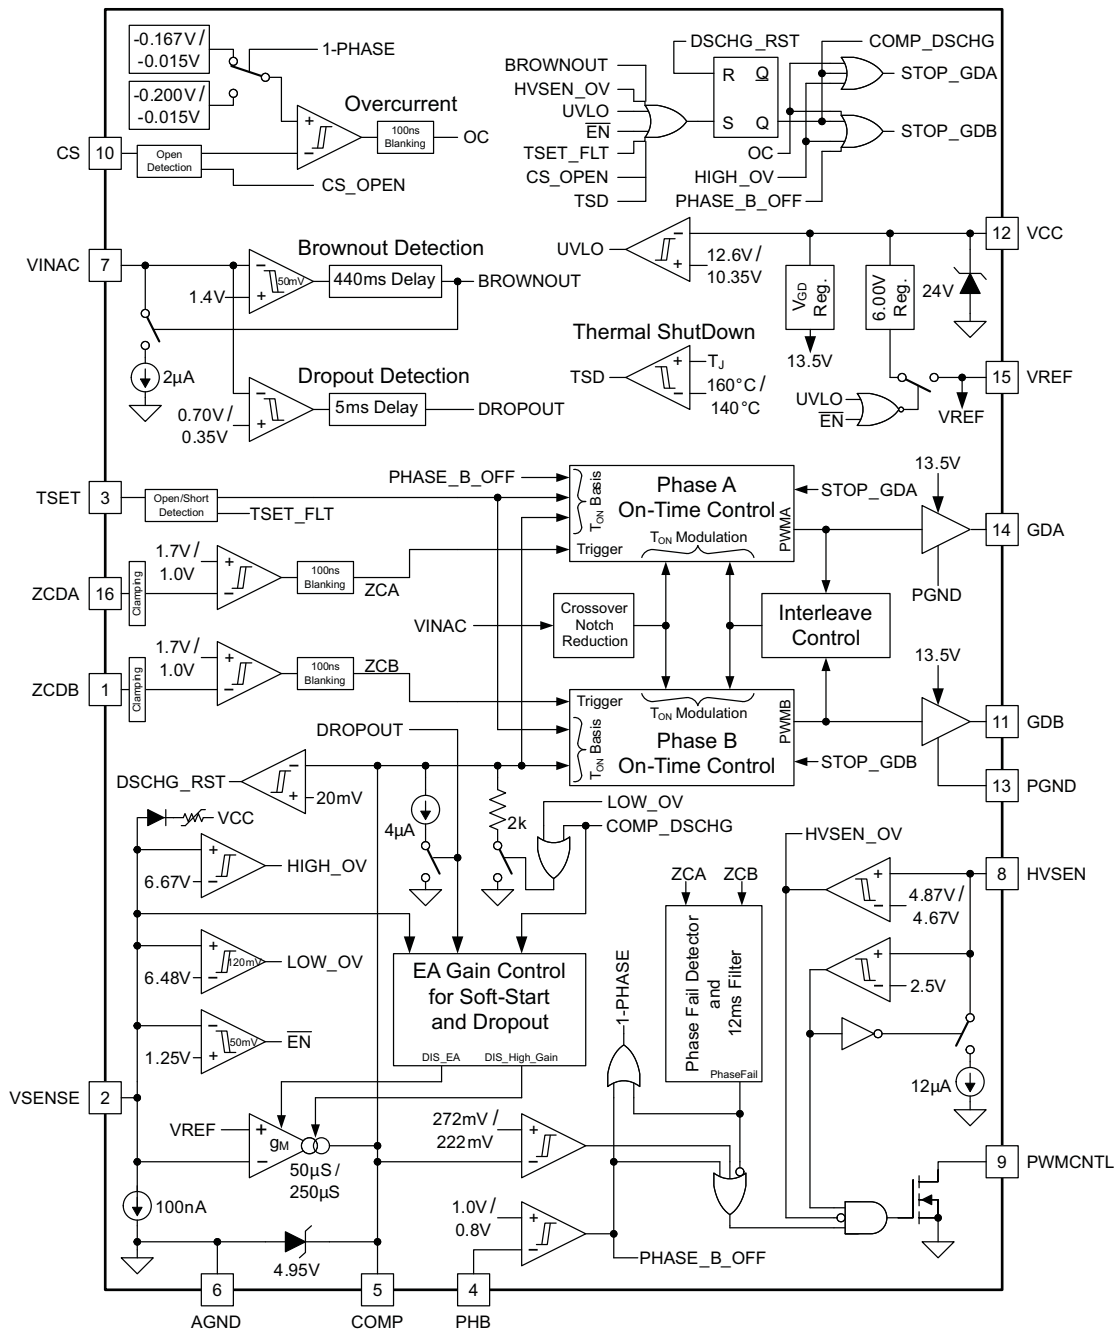 -0.167V/
-0.015V
1-PHASE
-0.200V/
-0.015V
Overcurrent
100ns
Blanking
OC
CS
10
Open
Detection
CS_OPEN
DSCHG_RST
COMP_DSCHG
BROWNOUT
HVSEN_OV
UVLO
EN
TSET_FLT
CS_OPEN
TSD
R
Q
S
Q
STOP_GDA
STOP_GDB
OC
HIGH_OV
PHASE_B_OFF
VINAC
7
Brownout Detection
50mV
1.4V
440ms Delay
BROWNOUT
2µA
Dropout Detection
0.70V/
0.35V
5ms Delay
DROPOUT
UVLO
12.6V/
10.35V
12
VCC
VGD
Reg.
13.5V
6.00V
Reg.
24V
Thermal ShutDown
TSD
TJ
160°C/
140°C
UVLO
EN
15
VREF
VREF
TSET
3
Open/Short
Detection
TSET_FLT
PHASE_B_OFF
TON Basis
Phase A
On-Time Control
TON Modulation
Trigger
PWMA
STOP_GDA
13.5V
14
GDA
PGND
ZCDA
16
Clamping
1.7V/
1.0V
100ns
Blanking
ZCA
VINAC
Crossover
Notch
Reduction
Interleave
Control
ZCDB
1
Clamping
1.7V/
1.0V
100ns
Blanking
ZCB
Trigger
TON Modulation
TON Basis
Phase B
On-Time Control
PWMB
STOP_GDB
13.5V
11
GDB
13
PGND
DROPOUT
DSCHG_RST
20mV
VCC
4µA
2k
LOW_OV
COMP_DSCHG
6.67V
HIGH_OV
6.48V
120mV
LOW_OV
1.25V
50mV
EN
EA Gain Control
for Soft-Start
and Dropout
DIS_EA
DIS_High_Gain
ZCA
ZCB
Phase Fail Detector
and
12ms Filter
PhaseFail
1-PHASE
HVSEN_OV
4.87V/
4.67V
8
HVSEN
2.5V
12µA
VSENSE
2
VREF
gM
50µS/
250µS
100nA
4.95V
272mV/
222mV
1.0V/
0.8V
PHASE_B_OFF
9
PWMCNTL
6
AGND
5
COMP
4
PHB